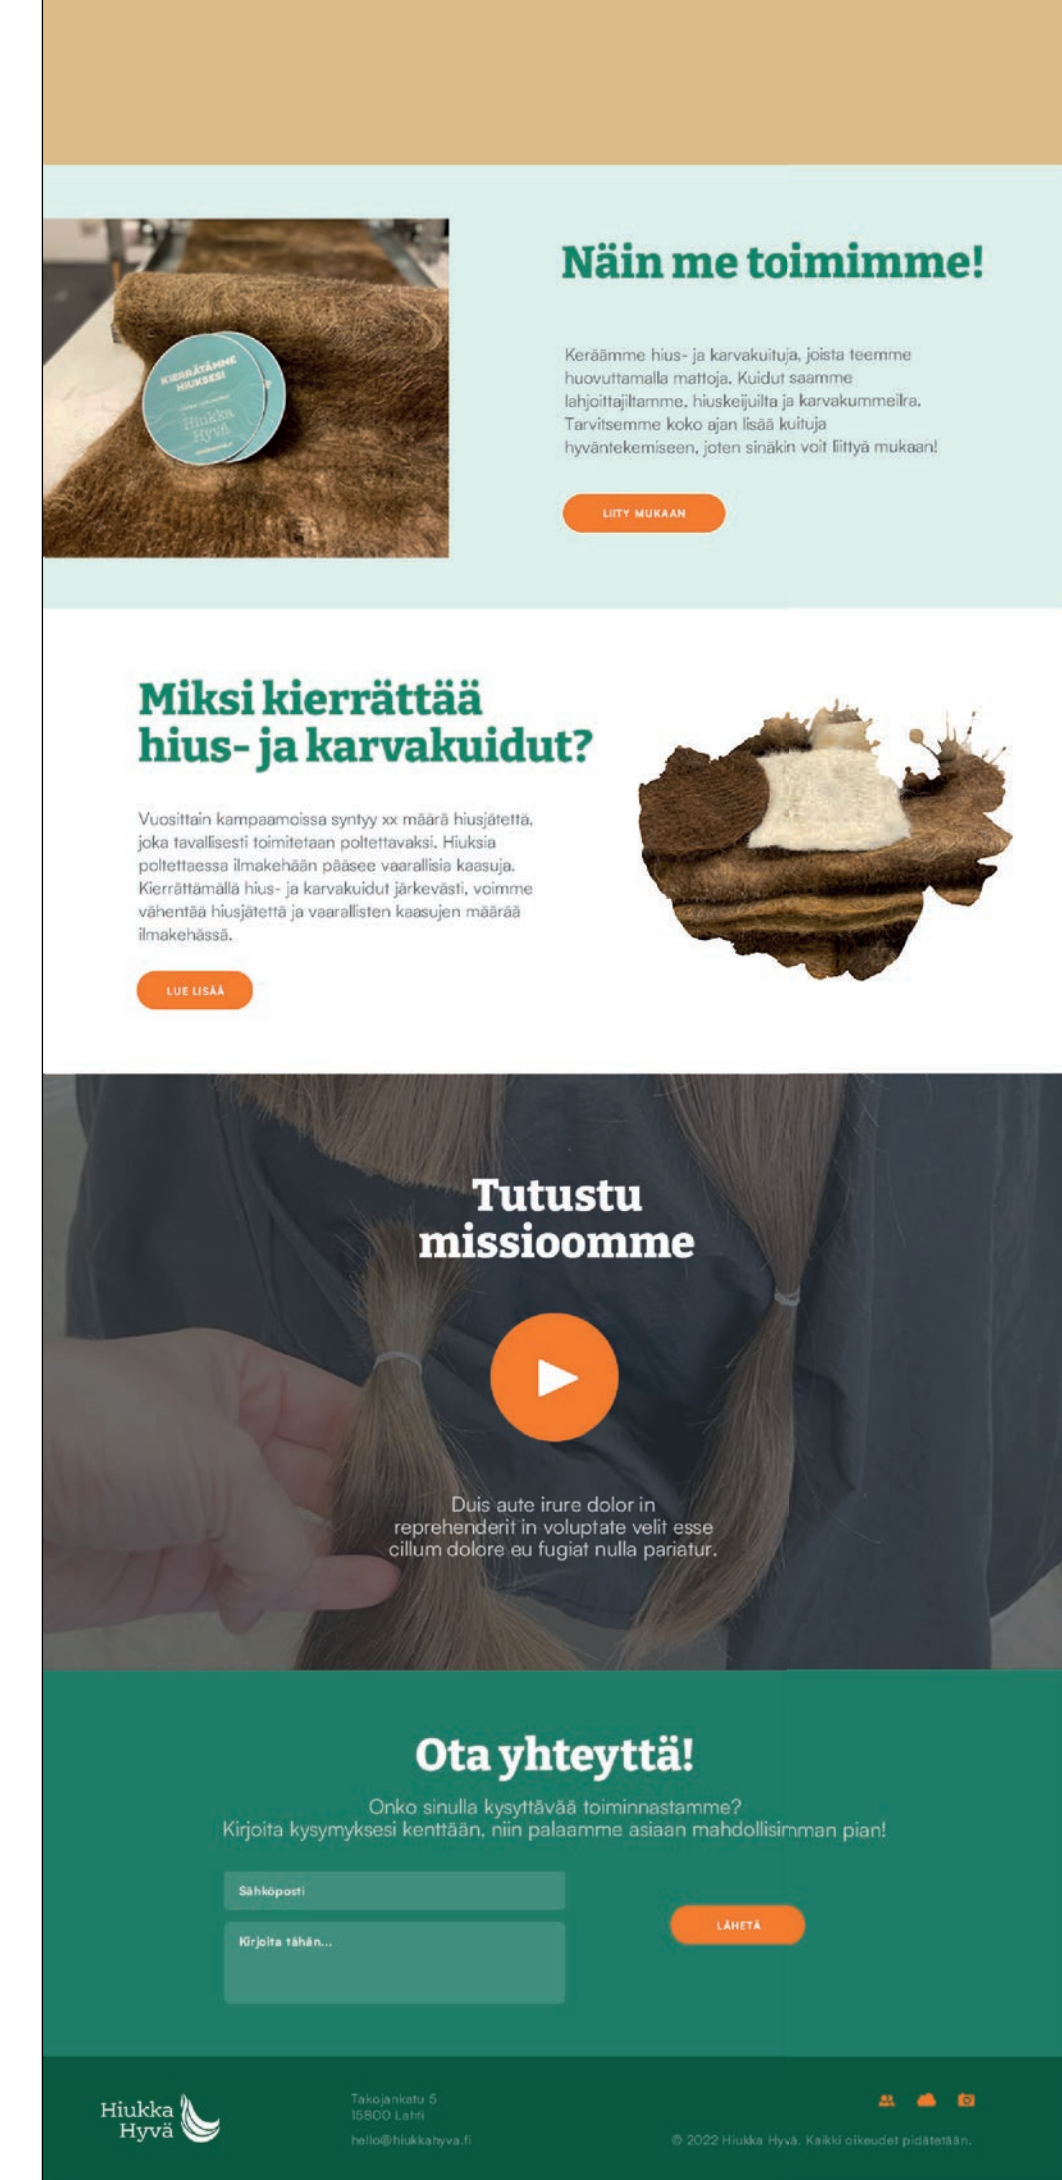 KIERRÄTÄMME
HIUKSESI
Hiukka
Hyvä
Näin me toimimme!
Keräämme hius- ja karvakuituja, joista teemme
huovuttamalla mattoja. Kuidut saamme
lahjoittajiltamme, hiuskeijuilta ja karvakummeilra.
Tarvitsemme koko ajan lisää kuituja
hyväntekemiseen, joten sinäkin voit liittyä mukaan!
LIITY MUKAAN
Miksi kierrättää
hius- ja karvakuidut?
Vuosittain kampaamoissa syntyy xx määrä hiusjätettä,
joka tavallisesti toimitetaan poltettavaksi. Hiuksia
poltettaessa ilmakehään pääsee vaarallisia kaasuja.
Kierrättämällä hius- ja karvakuidut järkevästi, voimme
vähentää hiusjätettä ja vaarallisten kaasujen määrää
ilmakehässä.
LUE LISÄÄ
Tutustu
missioomme
Duis aute irure dolor in
reprehenderit in voluptate velit esse
cillum dolore eu fugiat nulla pariatur.
Ota yhteyttä!
Onko sinulla kysyttävää toiminnastamme?
Kirjoita kysymyksesi kenttään, niin palaamme asiaan mahdollisimman pian!
Sähköposti
Kirjoita tähän...
LÄHETÄ
Hiukka
Hyvä
Takojankatu 5
15800 Lahti
hello@hiukkahyva.fi
© 2022 Hiukka Hyvä. Kaikki oikeudet pidätetään.